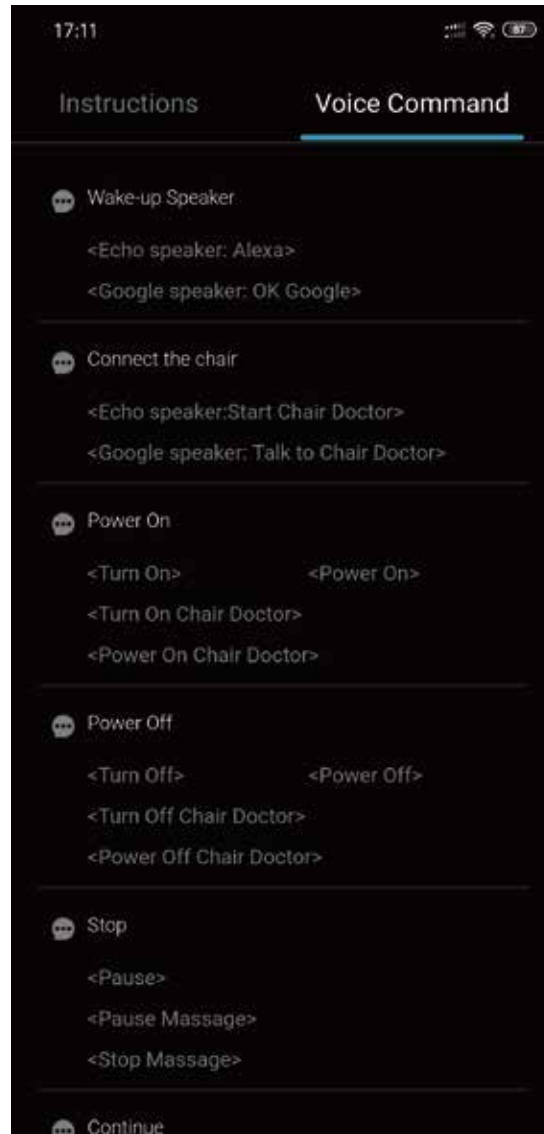 17:11
87
Instructions Voice Command
Wake-up Speaker
<Echo speaker: Alexa>
<Google speaker: OK Google>
Connect the chair
<Echo speaker:Start Chair Doctor>
<Google speaker: Talk to Chair Doctor>
Power On
<Turn On> <Power On>
<Turn On Chair Doctor>
<Power On Chair Doctor>
Power Off
<Turn Off> <Power Off>
<Turn Off Chair Doctor>
<Power Off Chair Doctor>
Stop
<Pause>
<Pause Massage>
<Stop Massage>
Continue